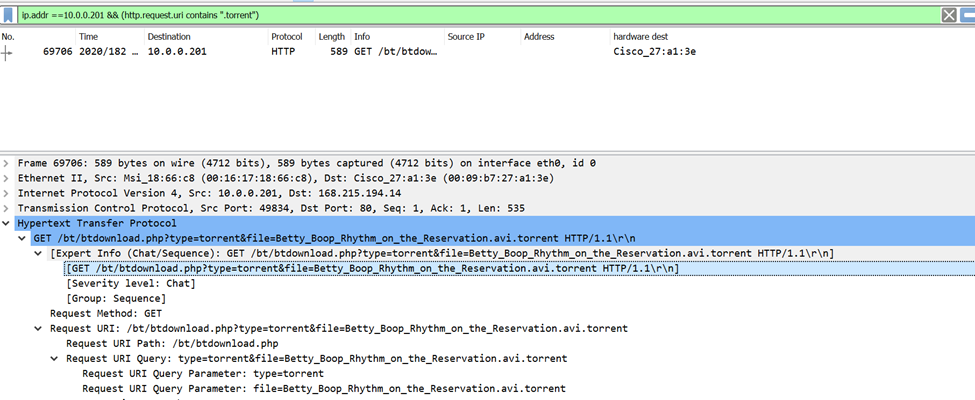 ip.addr ==10.0.0.201 && (http.request.uri contains ".torrent")
No. Time Destination Protocol Length Info Source IP Address hardware dest
69706 2020/182 … 10.0.0.201 HTTP 589 GET /bt/btdow… Cisco_27:a1:3e
Frame 69706: 589 bytes on wire (4712 bits), 589 bytes captured (4712 bits) on interface eth0, id 0
Ethernet II, Src: Msi_18:66:c8 (00:16:17:18:66:c8), Dst: Cisco_27:a1:3e (00:09:b7:27:a1:3e)
Internet Protocol Version 4, Src: 10.0.0.201, Dst: 168.215.194.14
Transmission Control Protocol, Src Port: 49834, Dst Port: 80, Seq: 1, Ack: 1, Len: 535
Hypertext Transfer Protocol
GET /bt/btdownload.php?type=torrent&file=Betty_Boop_Rhythm_on_the_Reservation.avi.torrent HTTP/1.1\r\n
[Expert Info (Chat/Sequence): GET /bt/btdownload.php?type=torrent&file=Betty_Boop_Rhythm_on_the_Reservation.avi.torrent HTTP/1.1\r\n]
[GET /bt/btdownload.php?type=torrent&file=Betty_Boop_Rhythm_on_the_Reservation.avi.torrent HTTP/1.1\r\n]
[Severity level: Chat]
[Group: Sequence]
Request Method: GET
Request URI: /bt/btdownload.php?type=torrent&file=Betty_Boop_Rhythm_on_the_Reservation.avi.torrent
Request URI Path: /bt/btdownload.php
Request URI Query: type=torrent&file=Betty_Boop_Rhythm_on_the_Reservation.avi.torrent
Request URI Query Parameter: type=torrent
Request URI Query Parameter: file=Betty_Boop_Rhythm_on_the_Reservation.avi.torrent